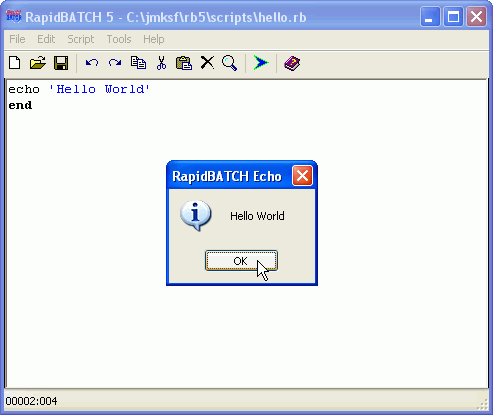 RapidBATCH 5 - C:\jmksf\rb5\scripts\hello.rb
File Edit Script Tools Help
echo 'Hello World'
end
RapidBATCH Echo
Hello World
OK
00002:004